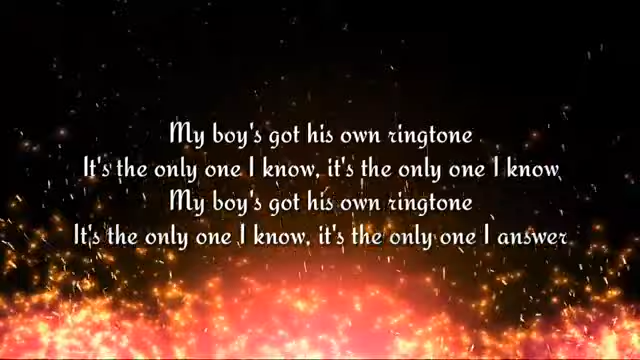 My boy's got his own ringtone
It's the only one I know, it's the only one I know
My boy's got his own ringtone
It's the only one I know, it's the only one I answer